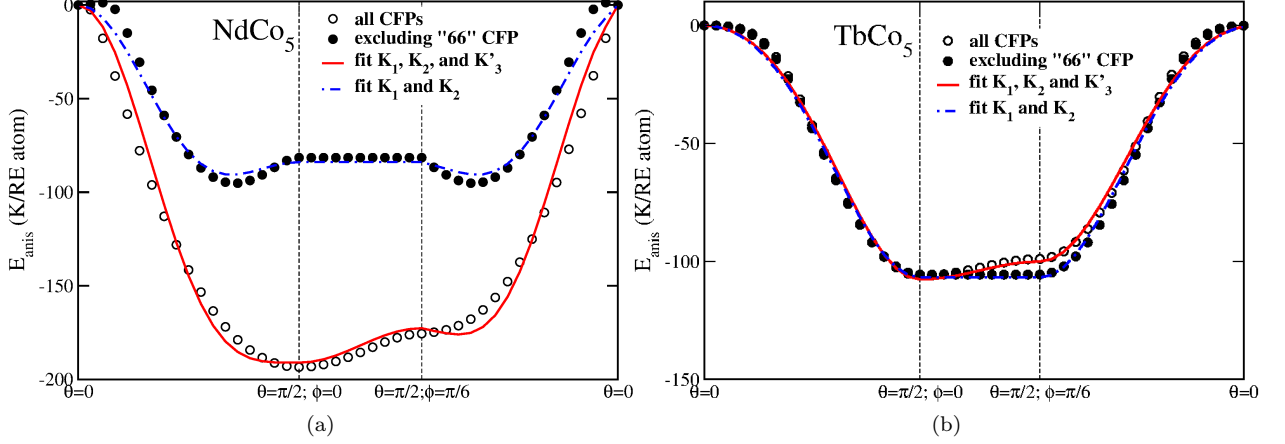 NdCo5
all CFPs
excluding "66" CFP
fit K1, K2, and K'3
fit K1 and K2
0
-50
-100
-150
-200
Eanis (K/RE atom)
θ=0
θ=π/2; ϕ=0
θ=π/2;ϕ=π/6
θ=0
(a)
TbCo5
all CFPs
excluding "66" CFP
fit K1, K2 and K'3
fit K1 and K2
0
-50
-100
-150
Eanis (K/RE atom)
θ=0
θ=π/2; ϕ=0
θ=π/2; ϕ=π/6
θ=0
(b)